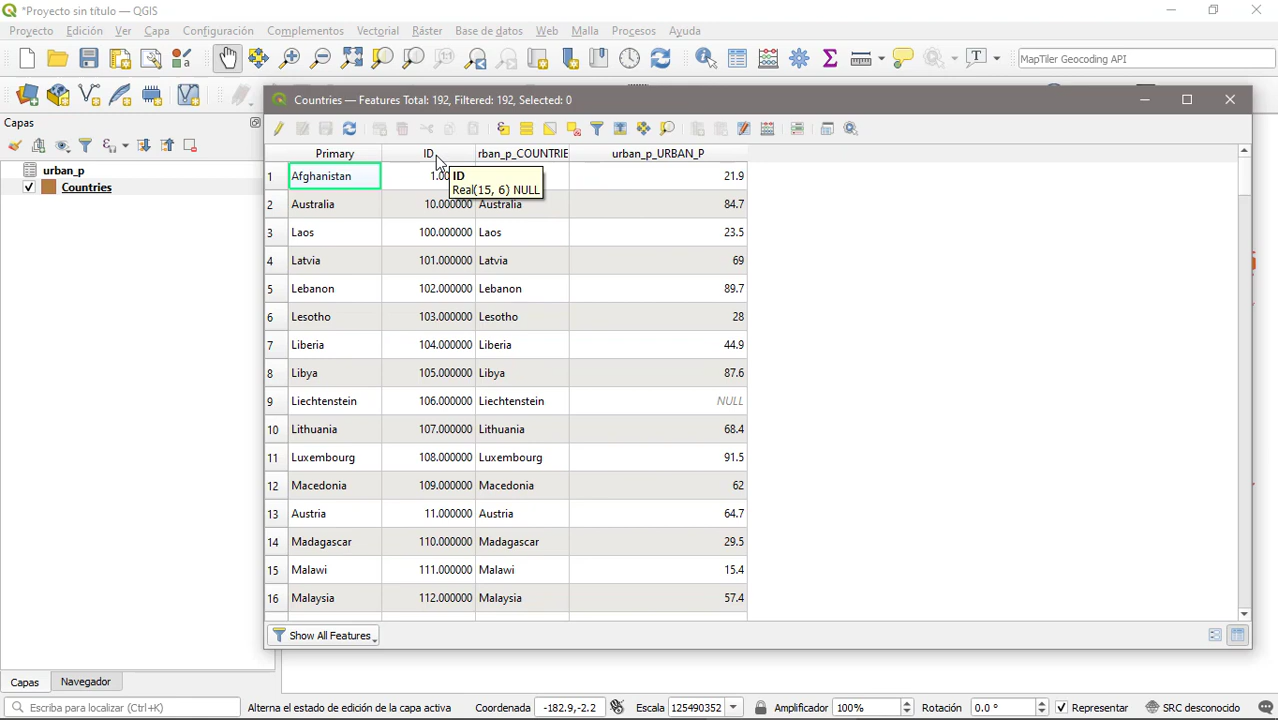 *Proyecto sin título — QGIS
Proyecto Edición Ver Capa Configuración Complementos Vectorial Ráster Base de datos Web Malla Procesos Ayuda
MapTiler Geocoding API
Countries — Features Total: 192, Filtered: 192, Selected: 0
Capas
urban_p
Countries
Primary ID rban_p_COUNTRIE urban_p_URBAN_P
1 Afghanistan 1.00 21.9
ID
Real(15, 6) NULL
2 Australia 10.000000 Australia 84.7
3 Laos 100.000000 Laos 23.5
4 Latvia 101.000000 Latvia 69
5 Lebanon 102.000000 Lebanon 89.7
6 Lesotho 103.000000 Lesotho 28
7 Liberia 104.000000 Liberia 44.9
8 Libya 105.000000 Libya 87.6
9 Liechtenstein 106.000000 Liechtenstein NULL
10 Lithuania 107.000000 Lithuania 68.4
11 Luxembourg 108.000000 Luxembourg 91.5
12 Macedonia 109.000000 Macedonia 62
13 Austria 11.000000 Austria 64.7
14 Madagascar 110.000000 Madagascar 29.5
15 Malawi 111.000000 Malawi 15.4
16 Malaysia 112.000000 Malaysia 57.4
Show All Features
Capas Navegador
Escriba para localizar (Ctrl+K) Alterna el estado de edición de la capa activa Coordenada -182.9,-2.2 Escala 125490352 Amplificador 100% Rotación 0.0 ° Representar SRC desconocido